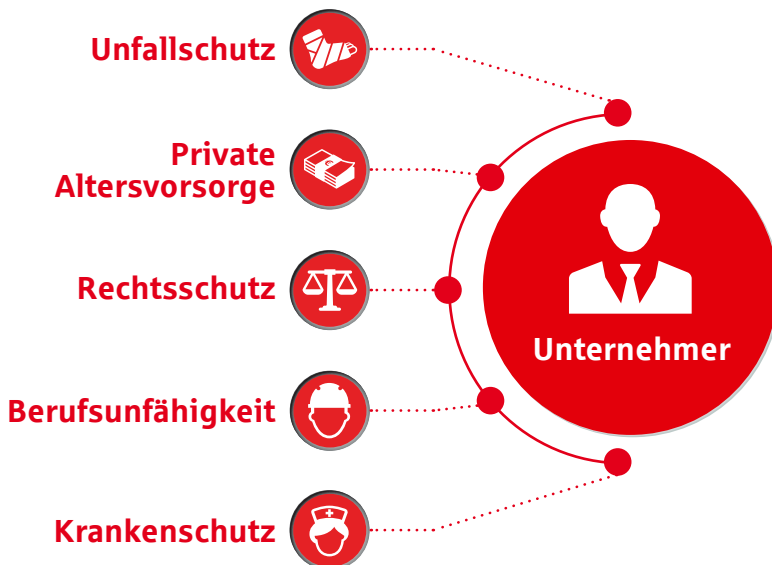 Unfallschutz
Private
Altersvorsorge
Rechtsschutz
Unternehmer
Berufsunfähigkeit
Krankenschutz